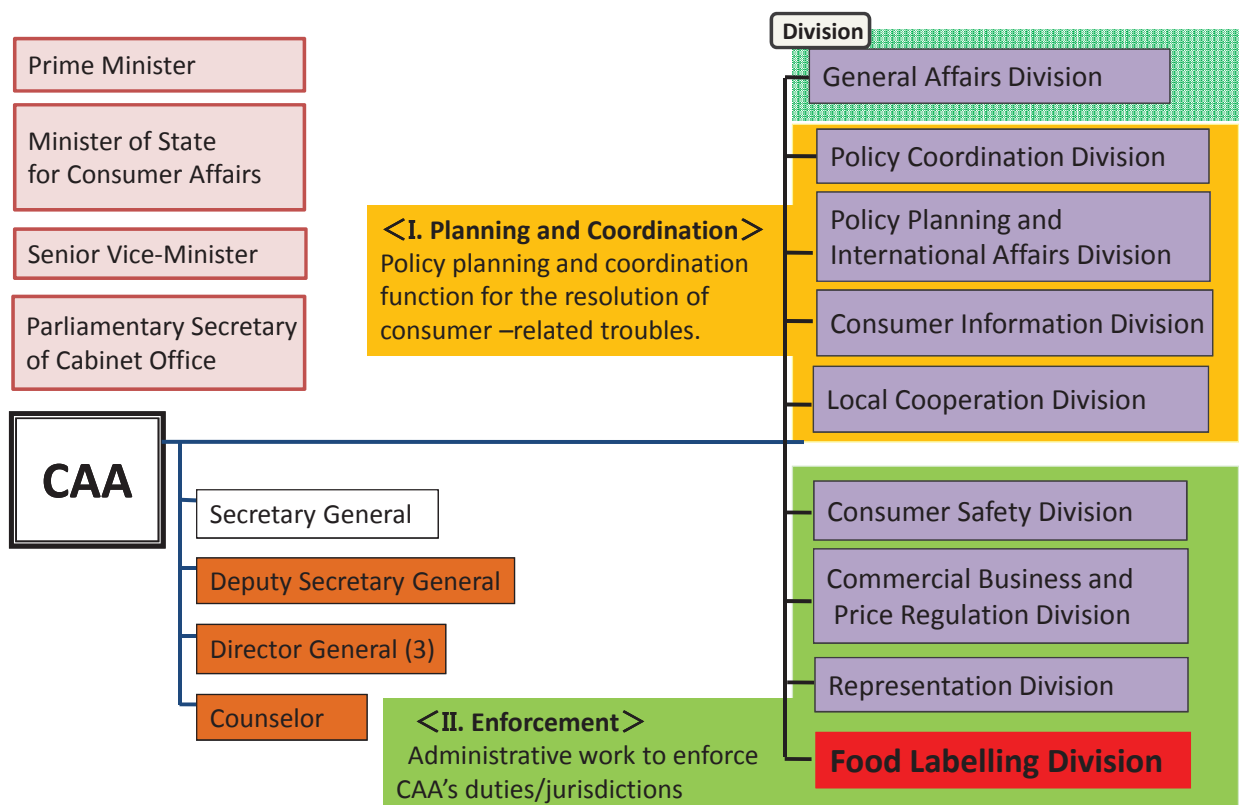 Prime Minister
Minister of State
for Consumer Affairs
Senior Vice-Minister
Parliamentary Secretary
of Cabinet Office
CAA
Secretary General
Deputy Secretary General
Director General (3)
Counselor
Division
General Affairs Division
<I. Planning and Coordination>
Policy planning and coordination
function for the resolution of
consumer –related troubles.
Policy Coordination Division
Policy Planning and
International Affairs Division
Consumer Information Division
Local Cooperation Division
<II. Enforcement>
Administrative work to enforce
CAA’s duties/jurisdictions
Consumer Safety Division
Commercial Business and
Price Regulation Division
Representation Division
Food Labelling Division